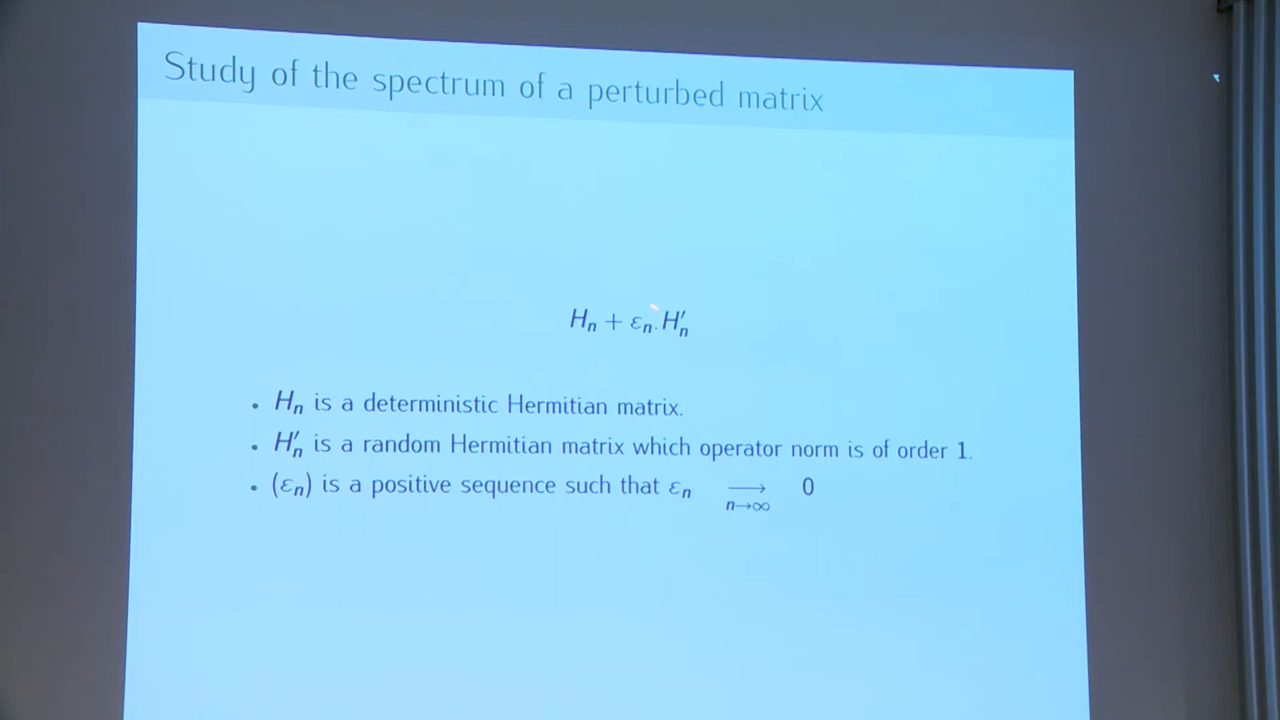 Study of the spectrum of a perturbed matrix
Hₙ + εₙ.H′ₙ
• Hₙ is a deterministic Hermitian matrix.
• H′ₙ is a random Hermitian matrix which operator norm is of order 1.
• (εₙ) is a positive sequence such that εₙ ⟶ 0
n→∞